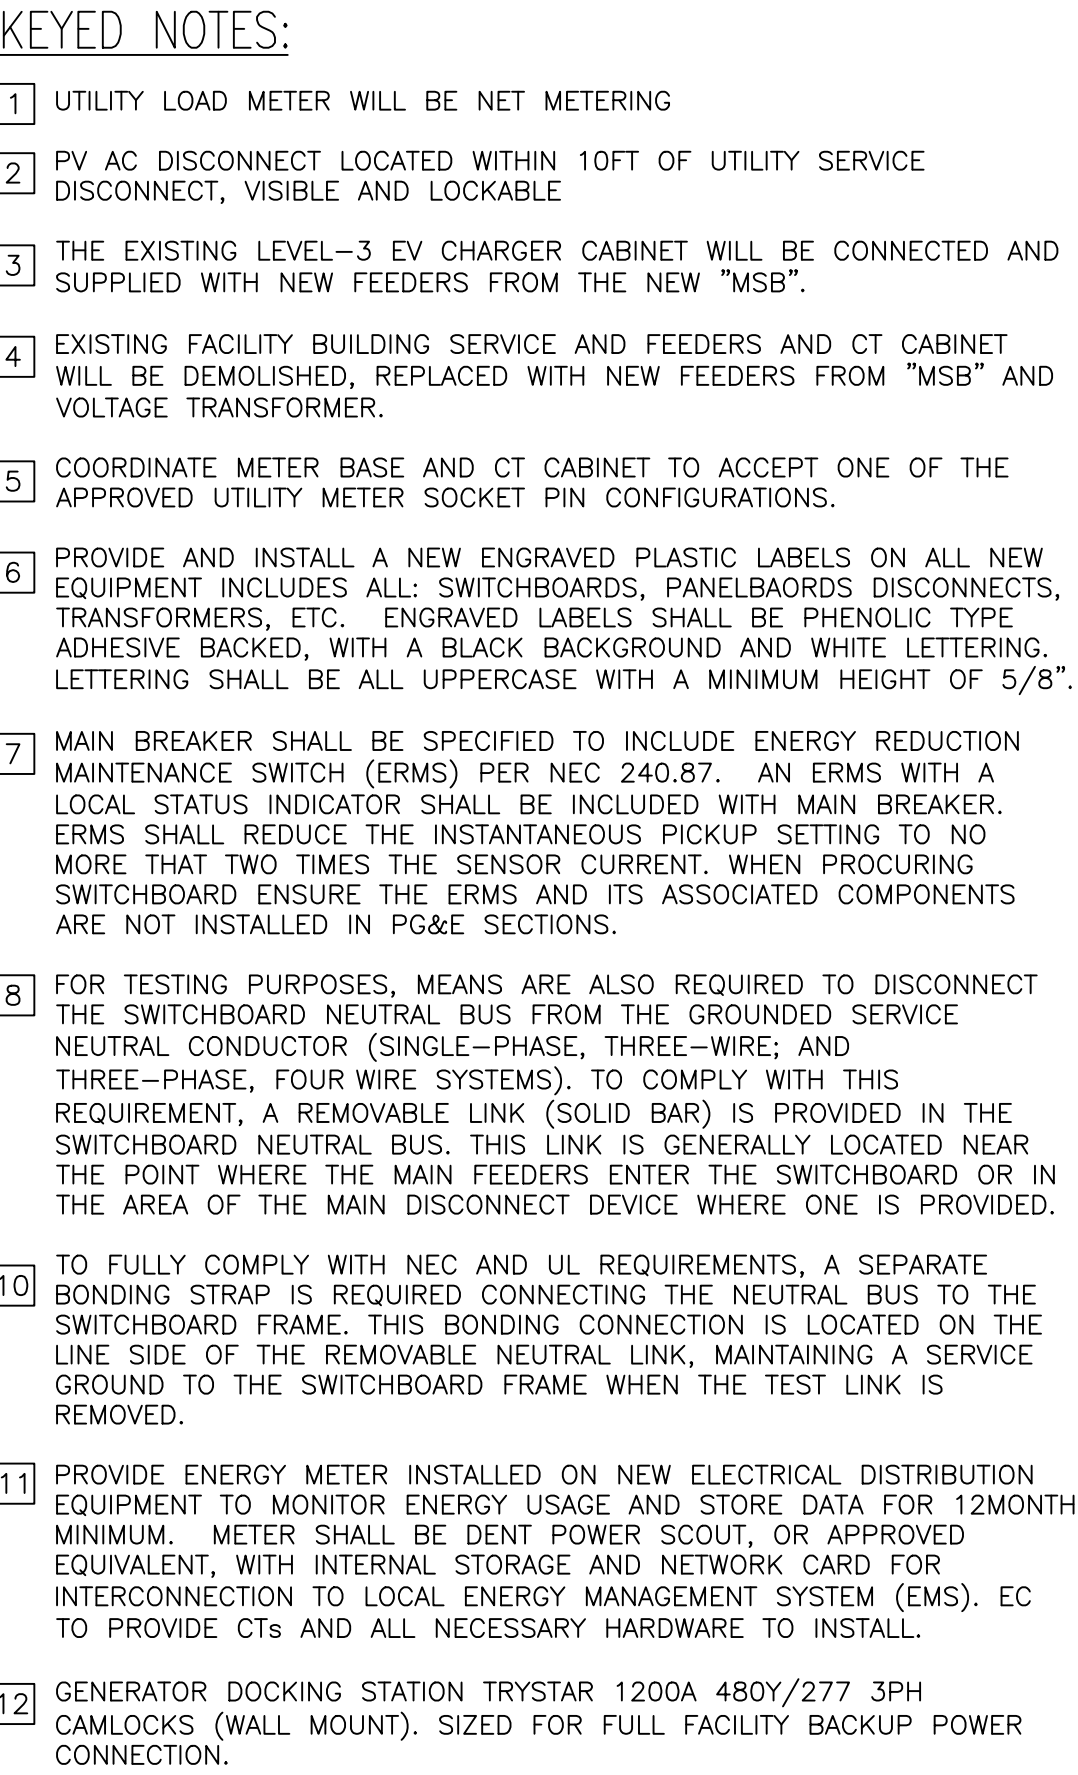 KEYED NOTES:
1 UTILITY LOAD METER WILL BE NET METERING
2 PV AC DISCONNECT LOCATED WITHIN 10FT OF UTILITY SERVICE
DISCONNECT, VISIBLE AND LOCKABLE
3 THE EXISTING LEVEL-3 EV CHARGER CABINET WILL BE CONNECTED AND
SUPPLIED WITH NEW FEEDERS FROM THE NEW "MSB".
4 EXISTING FACILITY BUILDING SERVICE AND FEEDERS AND CT CABINET
WILL BE DEMOLISHED, REPLACED WITH NEW FEEDERS FROM "MSB" AND
VOLTAGE TRANSFORMER.
5 COORDINATE METER BASE AND CT CABINET TO ACCEPT ONE OF THE
APPROVED UTILITY METER SOCKET PIN CONFIGURATIONS.
6 PROVIDE AND INSTALL A NEW ENGRAVED PLASTIC LABELS ON ALL NEW
EQUIPMENT INCLUDES ALL: SWITCHBOARDS, PANELBAORDS DISCONNECTS,
TRANSFORMERS, ETC. ENGRAVED LABELS SHALL BE PHENOLIC TYPE
ADHESIVE BACKED, WITH A BLACK BACKGROUND AND WHITE LETTERING.
LETTERING SHALL BE ALL UPPERCASE WITH A MINIMUM HEIGHT OF 5/8".
7 MAIN BREAKER SHALL BE SPECIFIED TO INCLUDE ENERGY REDUCTION
MAINTENANCE SWITCH (ERMS) PER NEC 240.87. AN ERMS WITH A
LOCAL STATUS INDICATOR SHALL BE INCLUDED WITH MAIN BREAKER.
ERMS SHALL REDUCE THE INSTANTANEOUS PICKUP SETTING TO NO
MORE THAT TWO TIMES THE SENSOR CURRENT. WHEN PROCURING
SWITCHBOARD ENSURE THE ERMS AND ITS ASSOCIATED COMPONENTS
ARE NOT INSTALLED IN PG&E SECTIONS.
8 FOR TESTING PURPOSES, MEANS ARE ALSO REQUIRED TO DISCONNECT
THE SWITCHBOARD NEUTRAL BUS FROM THE GROUNDED SERVICE
NEUTRAL CONDUCTOR (SINGLE-PHASE, THREE-WIRE; AND
THREE-PHASE, FOUR WIRE SYSTEMS). TO COMPLY WITH THIS
REQUIREMENT, A REMOVABLE LINK (SOLID BAR) IS PROVIDED IN THE
SWITCHBOARD NEUTRAL BUS. THIS LINK IS GENERALLY LOCATED NEAR
THE POINT WHERE THE MAIN FEEDERS ENTER THE SWITCHBOARD OR IN
THE AREA OF THE MAIN DISCONNECT DEVICE WHERE ONE IS PROVIDED.
10 TO FULLY COMPLY WITH NEC AND UL REQUIREMENTS, A SEPARATE
BONDING STRAP IS REQUIRED CONNECTING THE NEUTRAL BUS TO THE
SWITCHBOARD FRAME. THIS BONDING CONNECTION IS LOCATED ON THE
LINE SIDE OF THE REMOVABLE NEUTRAL LINK, MAINTAINING A SERVICE
GROUND TO THE SWITCHBOARD FRAME WHEN THE TEST LINK IS
REMOVED.
11 PROVIDE ENERGY METER INSTALLED ON NEW ELECTRICAL DISTRIBUTION
EQUIPMENT TO MONITOR ENERGY USAGE AND STORE DATA FOR 12MONTH
MINIMUM. METER SHALL BE DENT POWER SCOUT, OR APPROVED
EQUIVALENT, WITH INTERNAL STORAGE AND NETWORK CARD FOR
INTERCONNECTION TO LOCAL ENERGY MANAGEMENT SYSTEM (EMS). EC
TO PROVIDE CTs AND ALL NECESSARY HARDWARE TO INSTALL.
12 GENERATOR DOCKING STATION TRYSTAR 1200A 480Y/277 3PH
CAMLOCKS (WALL MOUNT). SIZED FOR FULL FACILITY BACKUP POWER
CONNECTION.